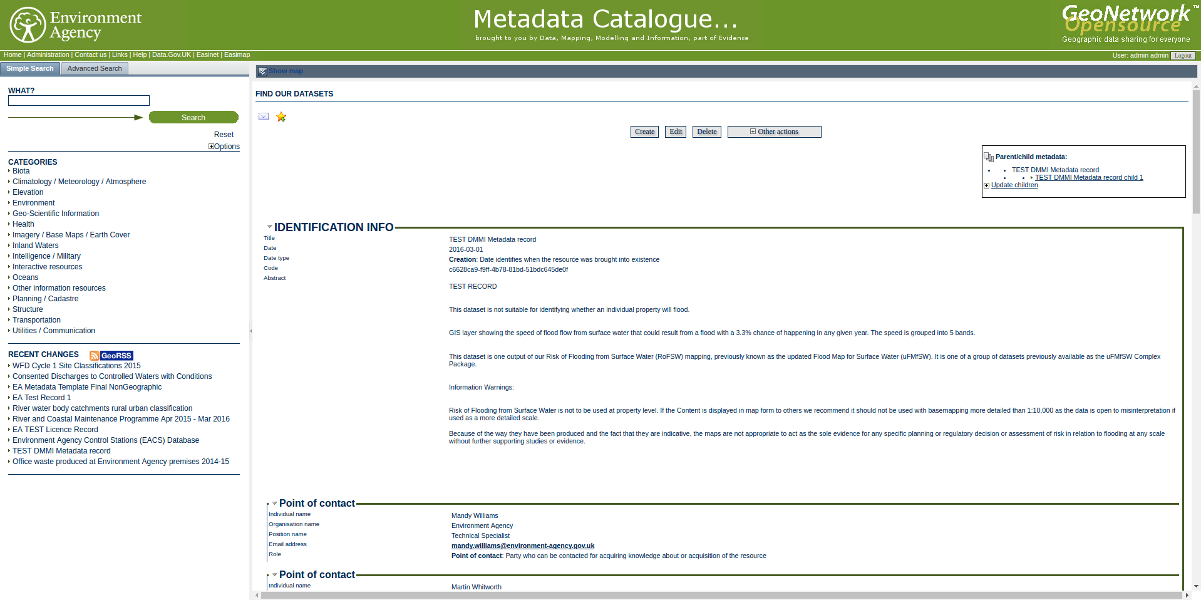 Environment
Agency
Metadata Catalogue...
brought to you by Data, Mapping, Modelling and Information, part of Evidence
GeoNetwork™
Opensource
Geographic data sharing for everyone
Home | Administration | Contact us | Links | Help | Data.Gov.UK | Easinet | Easimap
User: admin admin Logout
Simple Search
Advanced Search
WHAT?
Search
Reset
Options
CATEGORIES
Biota
Climatology / Meteorology / Atmosphere
Elevation
Environment
Geo-Scientific Information
Health
Imagery / Base Maps / Earth Cover
Inland Waters
Intelligence / Military
Interactive resources
Oceans
Other information resources
Planning / Cadastre
Structure
Transportation
Utilities / Communication
RECENT CHANGES GeoRSS
WFD Cycle 1 Site Classifications 2015
Consented Discharges to Controlled Waters with Conditions
EA Metadata Template Final NonGeographic
EA Test Record 1
River water body catchments rural urban classification
River and Coastal Maintenance Programme Apr 2015 - Mar 2016
EA TEST Licence Record
Environment Agency Control Stations (EACS) Database
TEST DMMI Metadata record
Office waste produced at Environment Agency premises 2014-15
Show map
FIND OUR DATASETS
Create Edit Delete Other actions
Parent/child metadata:
TEST DMMI Metadata record
TEST DMMI Metadata record child 1
Update children
IDENTIFICATION INFO
Title TEST DMMI Metadata record
Date 2016-03-01
Date type Creation: Date identifies when the resource was brought into existence
Code c6628ca9-f9ff-4b78-81bd-51bdc645de0f
Abstract
TEST RECORD
This dataset is not suitable for identifying whether an individual property will flood.
GIS layer showing the speed of flood flow from surface water that could result from a flood with a 3.3% chance of happening in any given year. The speed is grouped into 5 bands.
This dataset is one output of our Risk of Flooding from Surface Water (RoFSW) mapping, previously known as the updated Flood Map for Surface Water (uFMfSW). It is one of a group of datasets previously available as the uFMfSW Complex
Package.
Information Warnings:
Risk of Flooding from Surface Water is not to be used at property level. If the Content is displayed in map form to others we recommend it should not be used with basemapping more detailed than 1:10,000 as the data is open to misinterpretation if
used as a more detailed scale.
Because of the way they have been produced and the fact that they are indicative, the maps are not appropriate to act as the sole evidence for any specific planning or regulatory decision or assessment of risk in relation to flooding at any scale
without further supporting studies or evidence.
Point of contact
Individual name Mandy Williams
Organisation name Environment Agency
Position name Technical Specialist
Email address mandy.williams@environment-agency.gov.uk
Role Point of contact: Party who can be contacted for acquiring knowledge about or acquisition of the resource
Point of contact
Individual name Martin Whitworth